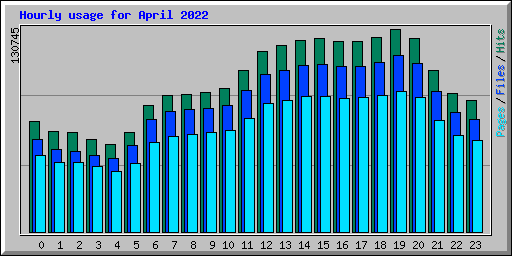 Hourly usage for April 2022
130745
Pages / Files / Hits
0 1 2 3 4 5 6 7 8 9 10 11 12 13 14 15 16 17 18 19 20 21 22 23